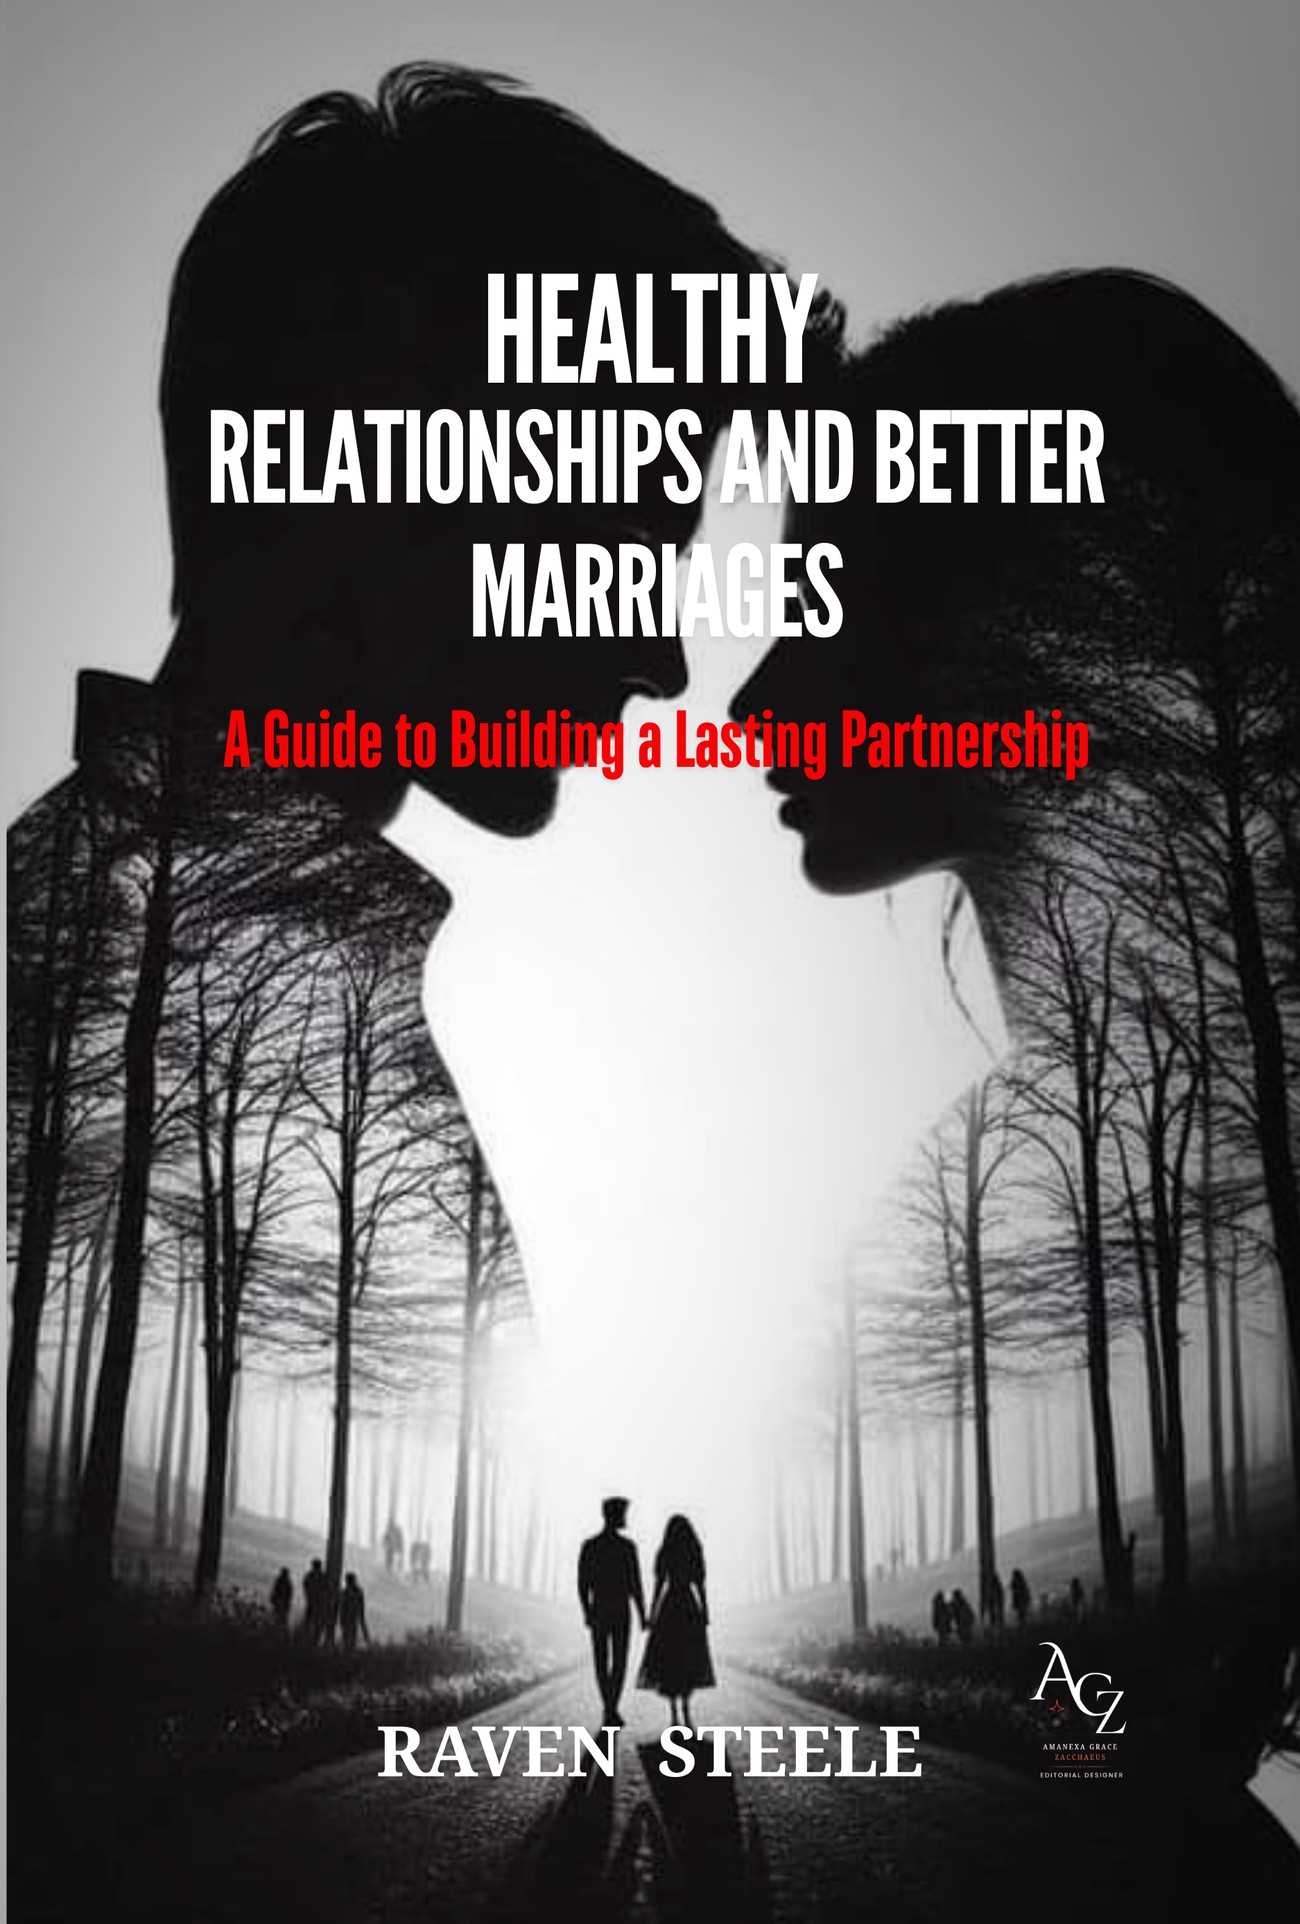 HEALTHY
RELATIONSHIPS AND BETTER
MARRIAGES
A Guide to Building a Lasting Partnership
RAVEN STEELE
AGZ
AMANEXA GRACE
ZACCHAEUS
EDITORIAL DESIGNER